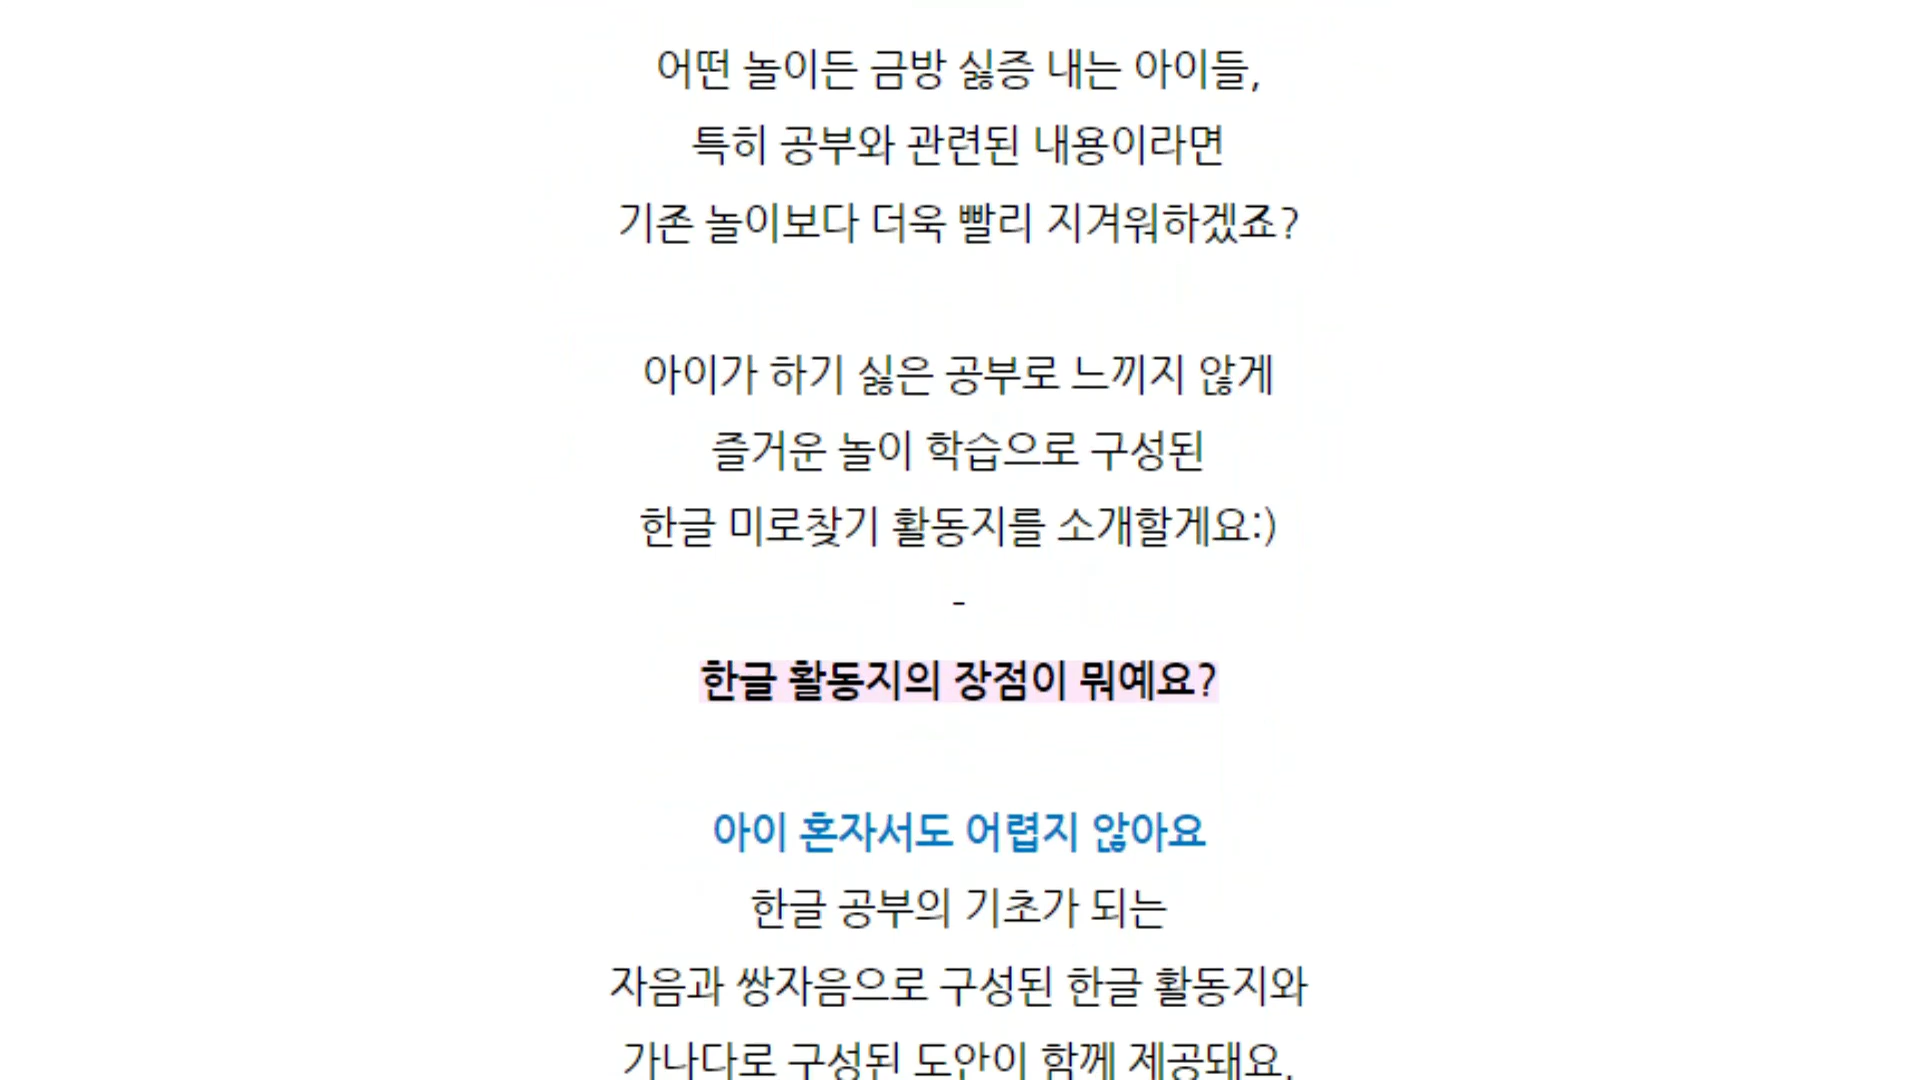 어떤 놀이든 금방 싫증 내는 아이들,
특히 공부와 관련된 내용이라면
기존 놀이보다 더욱 빨리 지겨워하겠죠?
아이가 하기 싫은 공부로 느끼지 않게
즐거운 놀이 학습으로 구성된
한글 미로찾기 활동지를 소개할게요:)
-
한글 활동지의 장점이 뭐예요?
아이 혼자서도 어렵지 않아요
한글 공부의 기초가 되는
자음과 쌍자음으로 구성된 한글 활동지와
가나다로 구성된 도안이 함께 제공돼요.